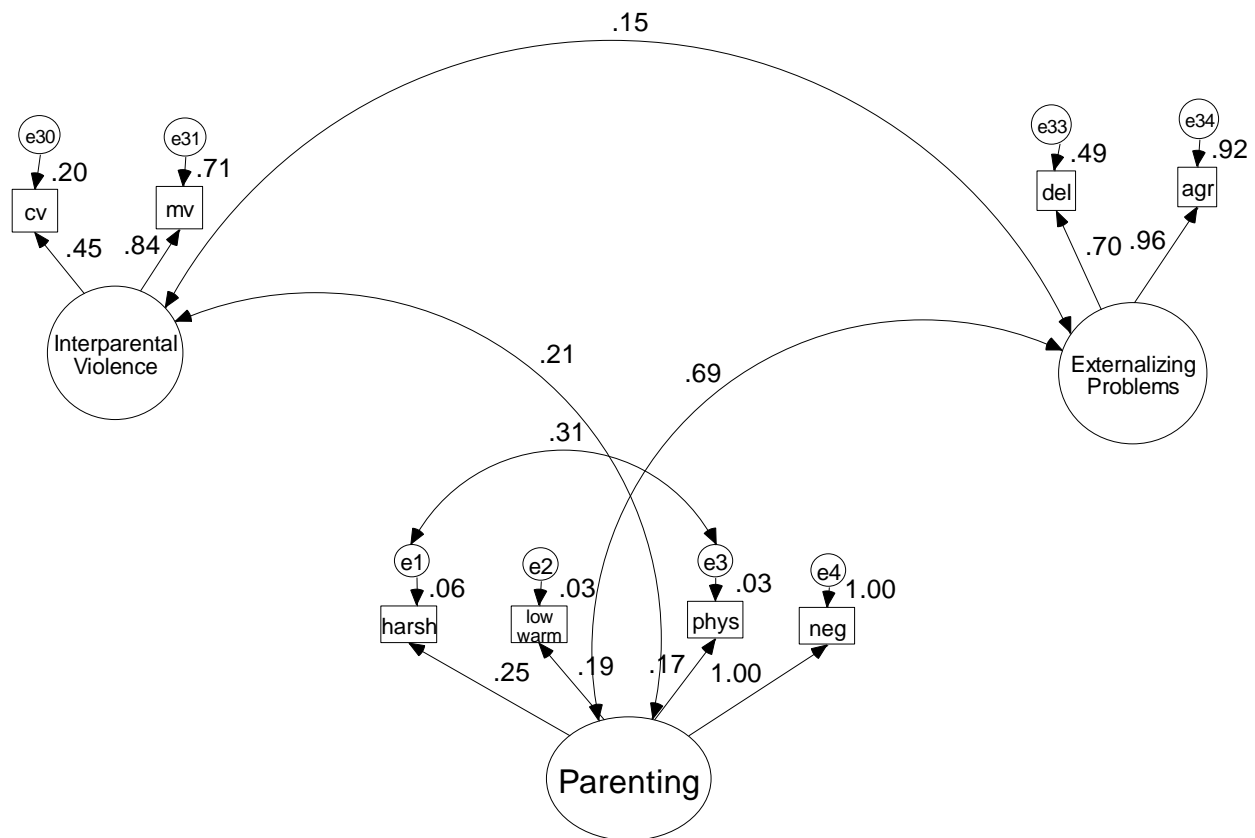 .15
e30
e31
e33
e34
.20
.71
.49
.92
cv
mv
del
agr
.45
.84
.70
.96
Interparental
Violence
Externalizing
Problems
.21
.69
.31
e1
e2
e3
e4
.06
.03
.03
1.00
harsh
low
warm
phys
neg
.25
.19
.17
1.00
Parenting